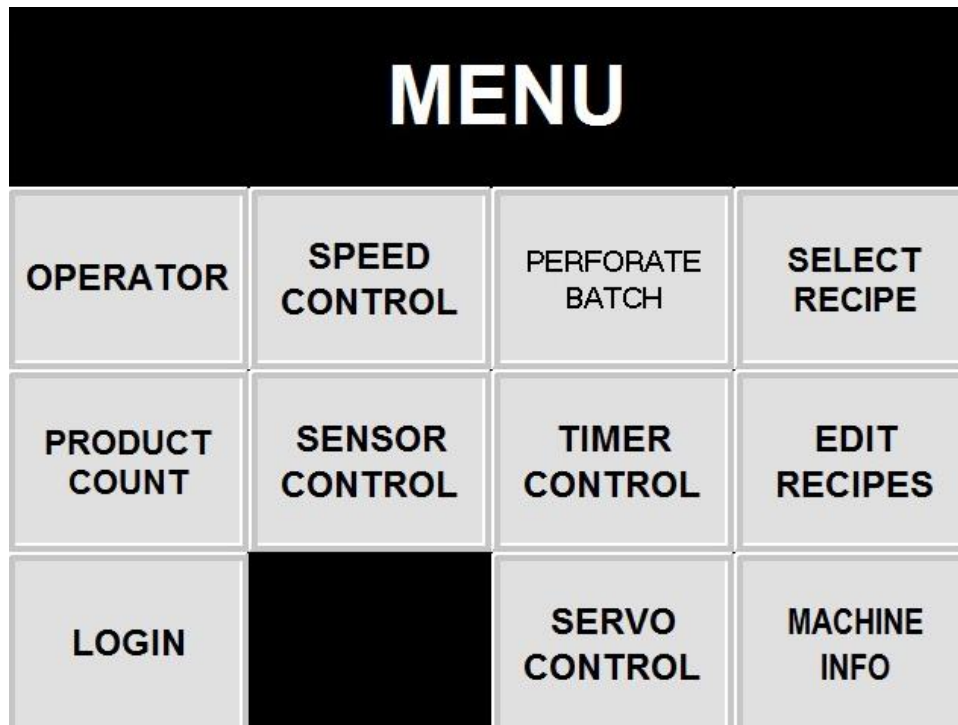 MENU
OPERATOR
SPEED
CONTROL
PERFORATE
BATCH
SELECT
RECIPE
PRODUCT
COUNT
SENSOR
CONTROL
TIMER
CONTROL
EDIT
RECIPES
LOGIN
SERVO
CONTROL
MACHINE
INFO